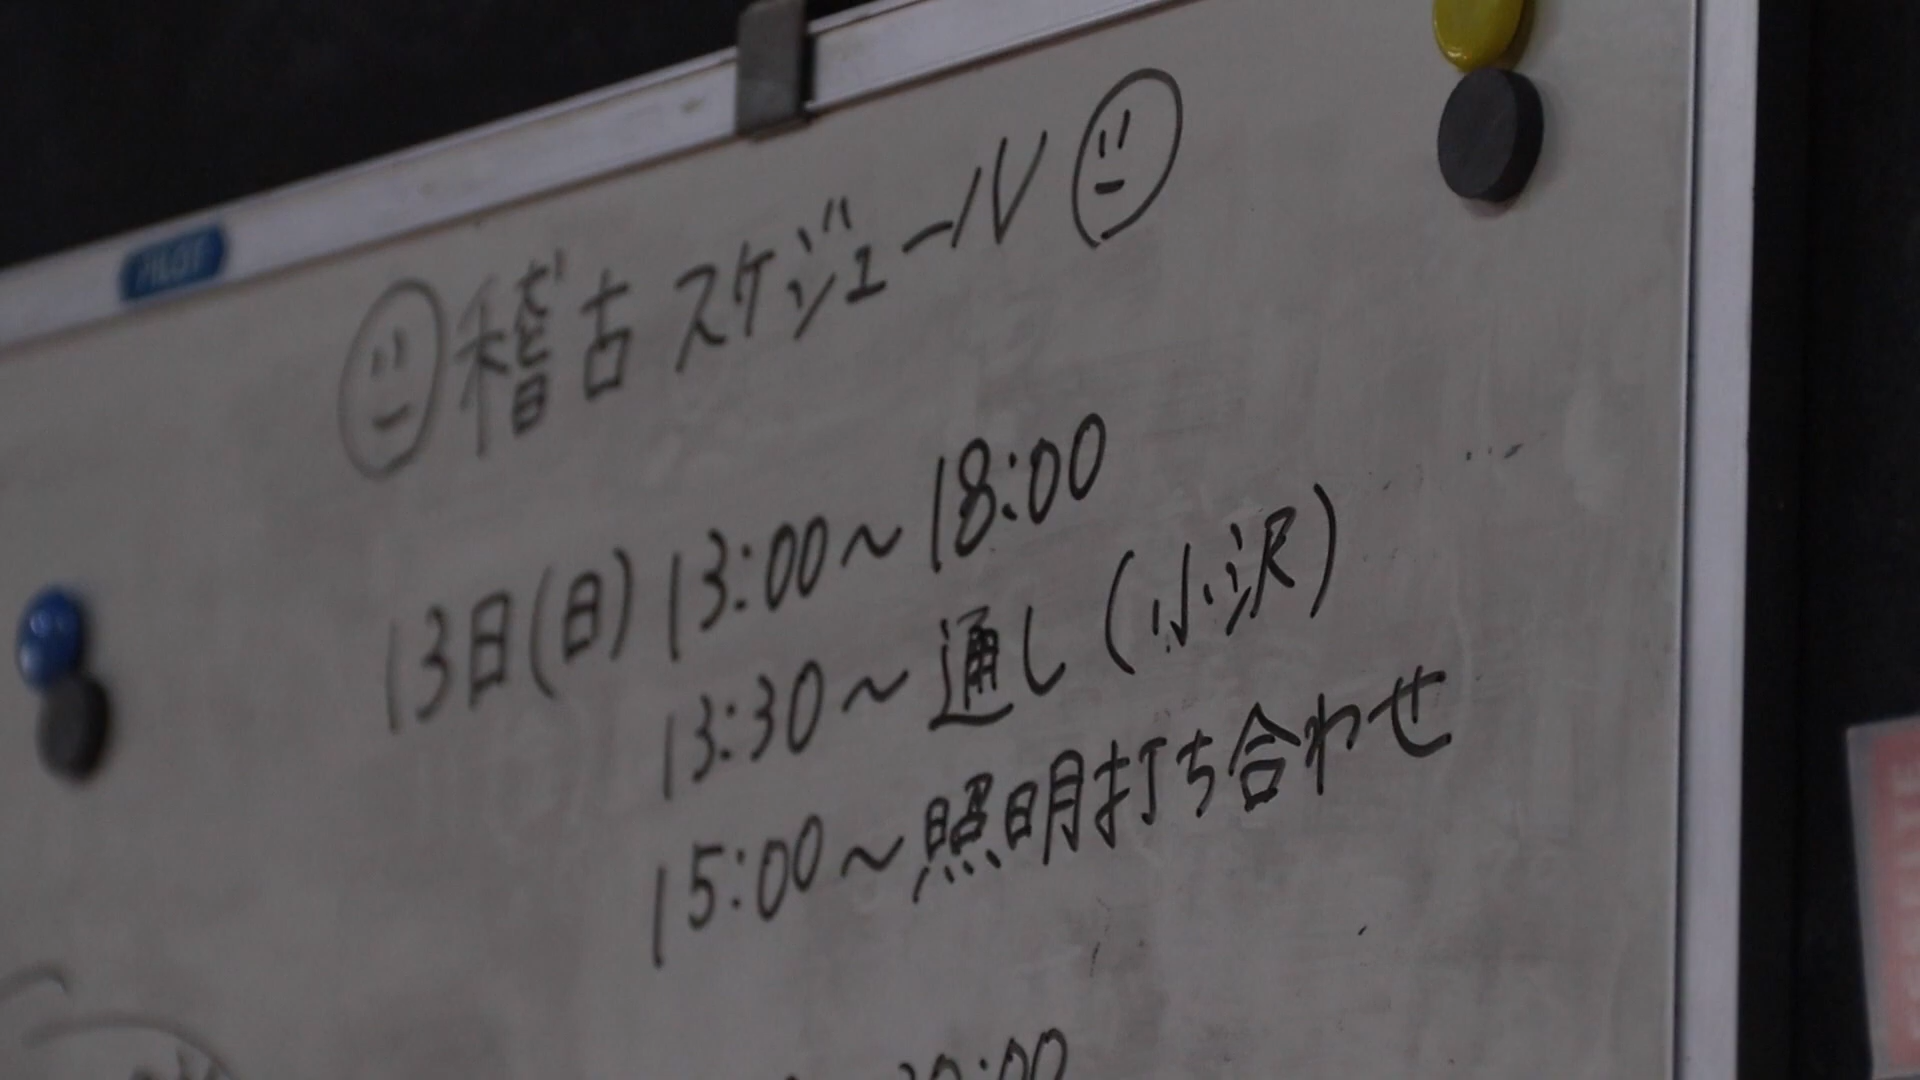 PILOT
稽古スケジュール
13日(日) 13:00〜18:00
13:30〜通し(小沢)
15:00〜照明打ち合わせ